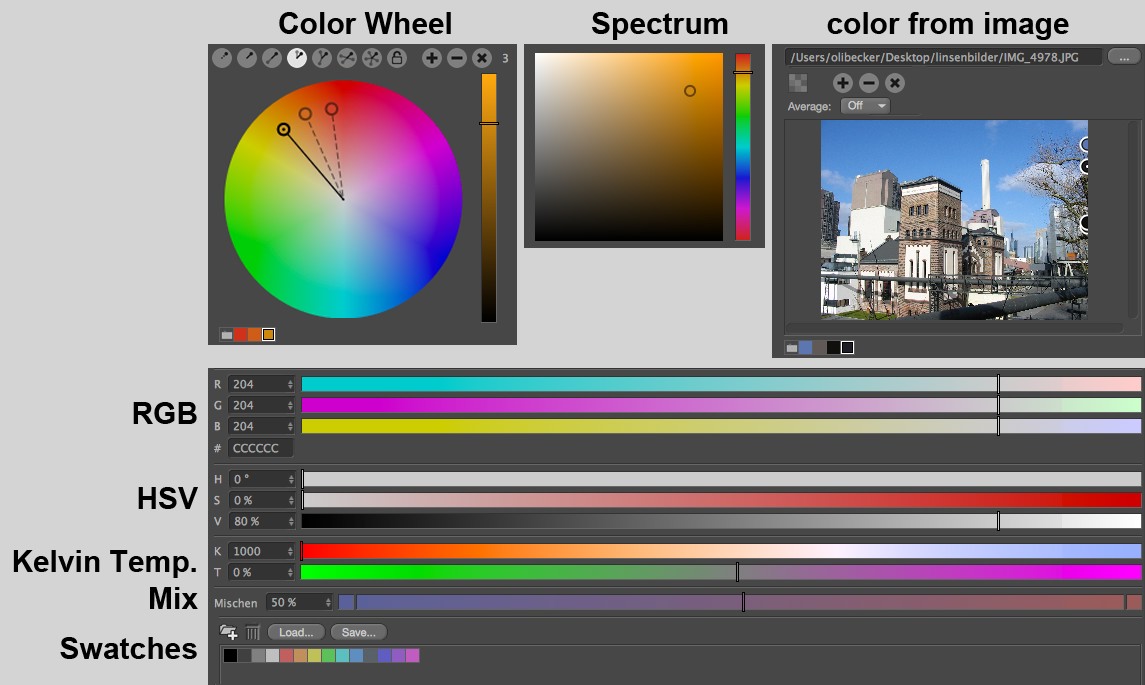 Color Wheel
Spectrum
color from image
3
/Users/olibecker/Desktop/linsenbilder/IMG_4978.JPG
...
Average: Off
RGB
R 204
G 204
B 204
# CCCCCC
HSV
H 0 °
S 0 %
V 80 %
Kelvin Temp.
K 1000
T 0 %
Mix
Mischen 50 %
Swatches
Load... Save...